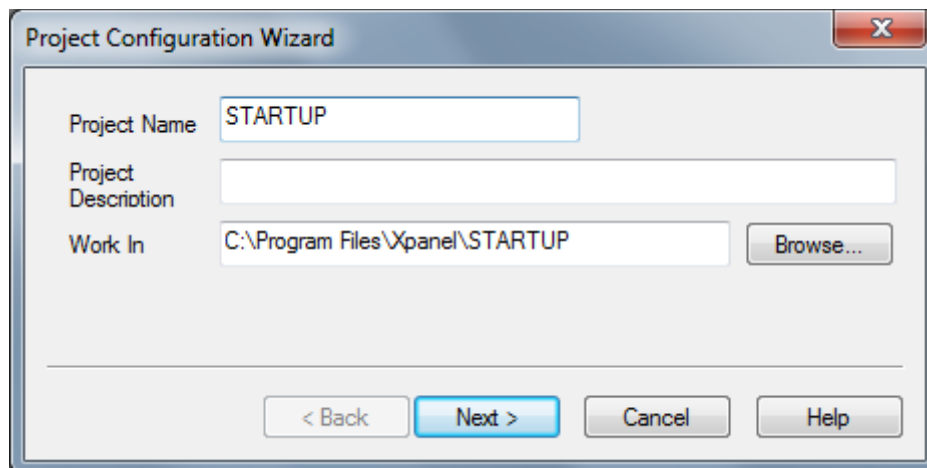 Project Configuration Wizard
Project Name STARTUP
Project
Description
Work In C:\Program Files\Xpanel\STARTUP Browse...
< Back Next > Cancel Help